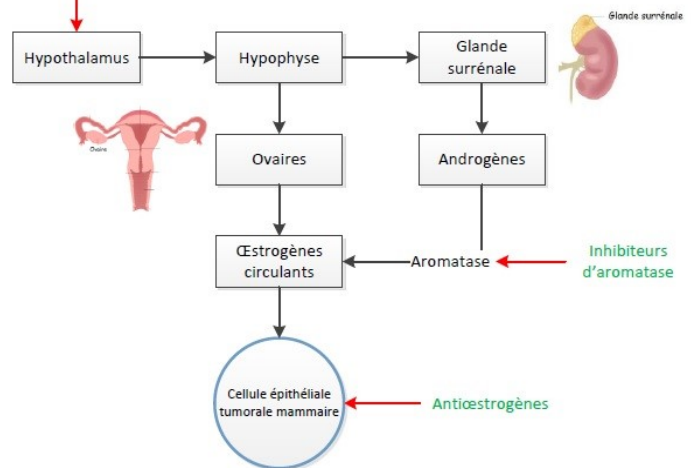 Glande surrénale
Hypothalamus
Hypophyse
Glande
surrénale
Ovaire
Ovaires
Androgènes
Œstrogènes
circulants
Aromatase
Inhibiteurs
d’aromatase
Cellule épithéliale
tumorale mammaire
Antiœstrogènes